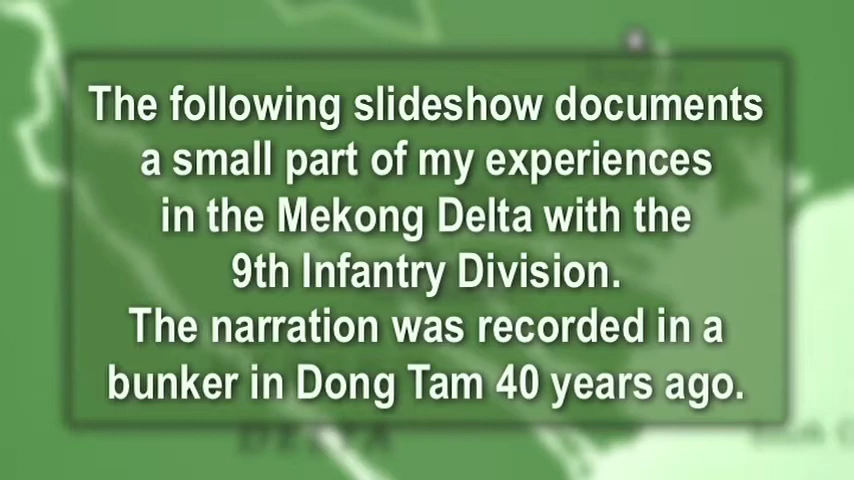 The following slideshow documents
a small part of my experiences
in the Mekong Delta with the
9th Infantry Division.
The narration was recorded in a
bunker in Dong Tam 40 years ago.
DELTA